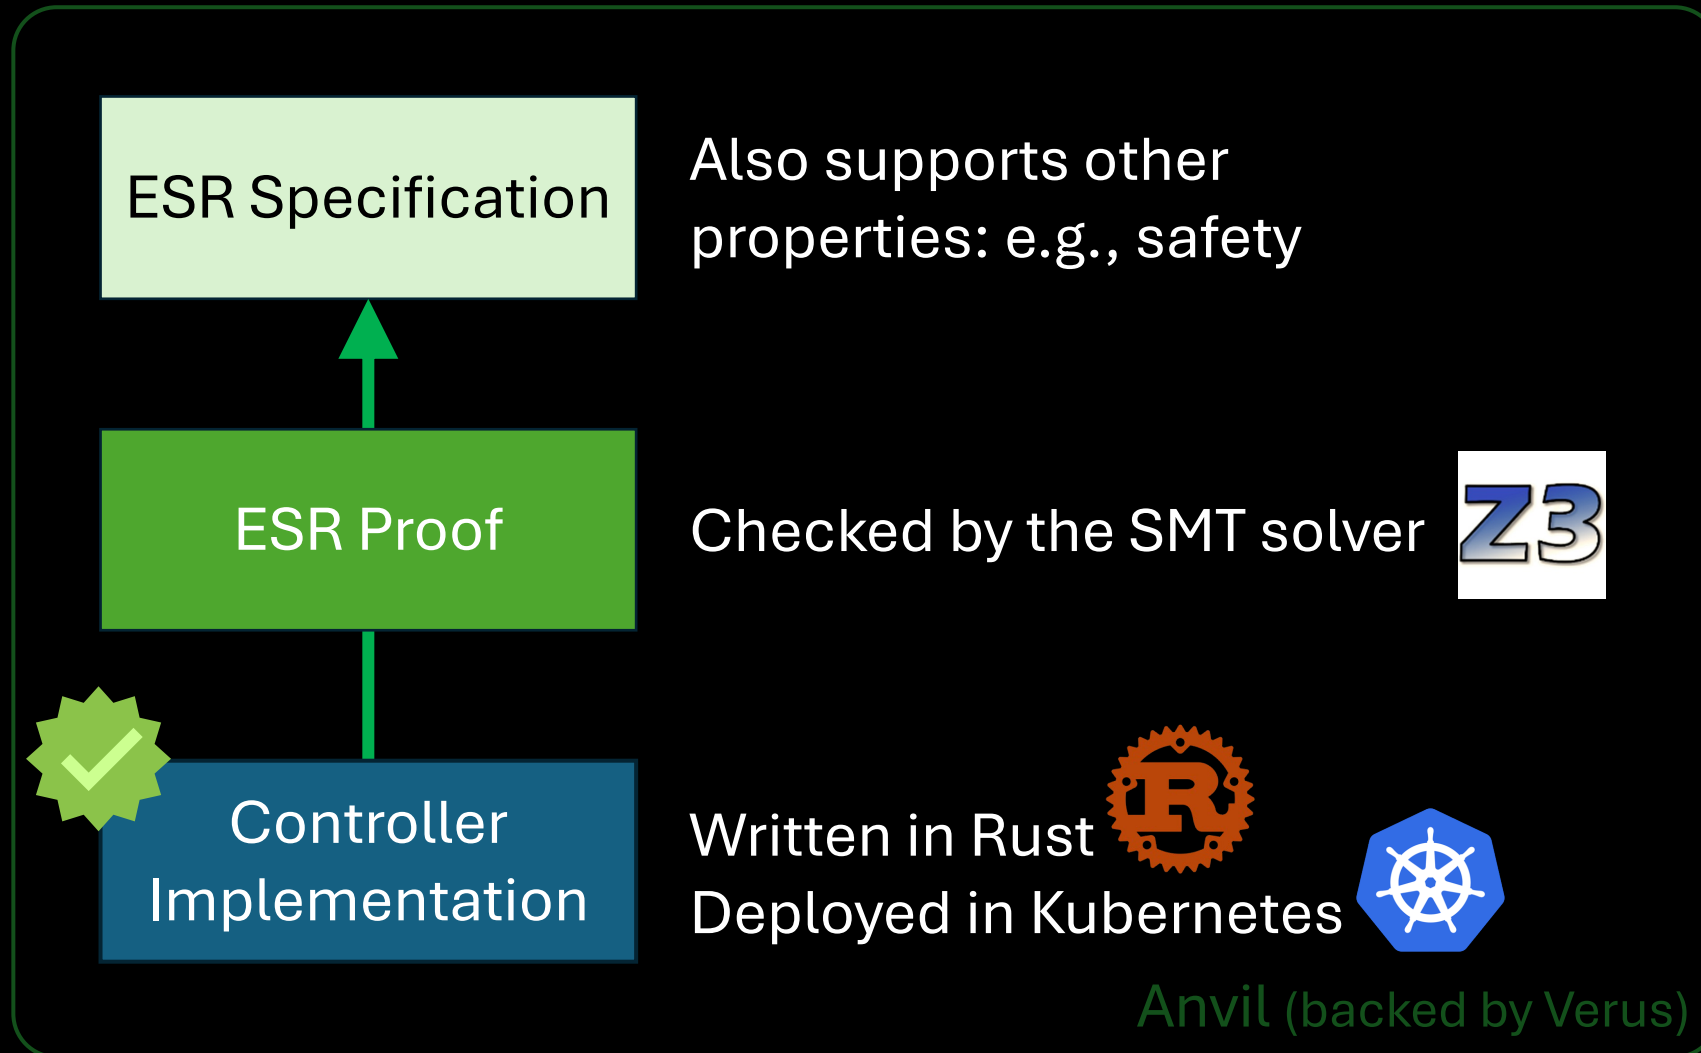 ESR Specification
Also supports other
properties: e.g., safety
ESR Proof
Checked by the SMT solver
Z3
Controller
Implementation
Written in Rust
R
Deployed in Kubernetes
Anvil (backed by Verus)